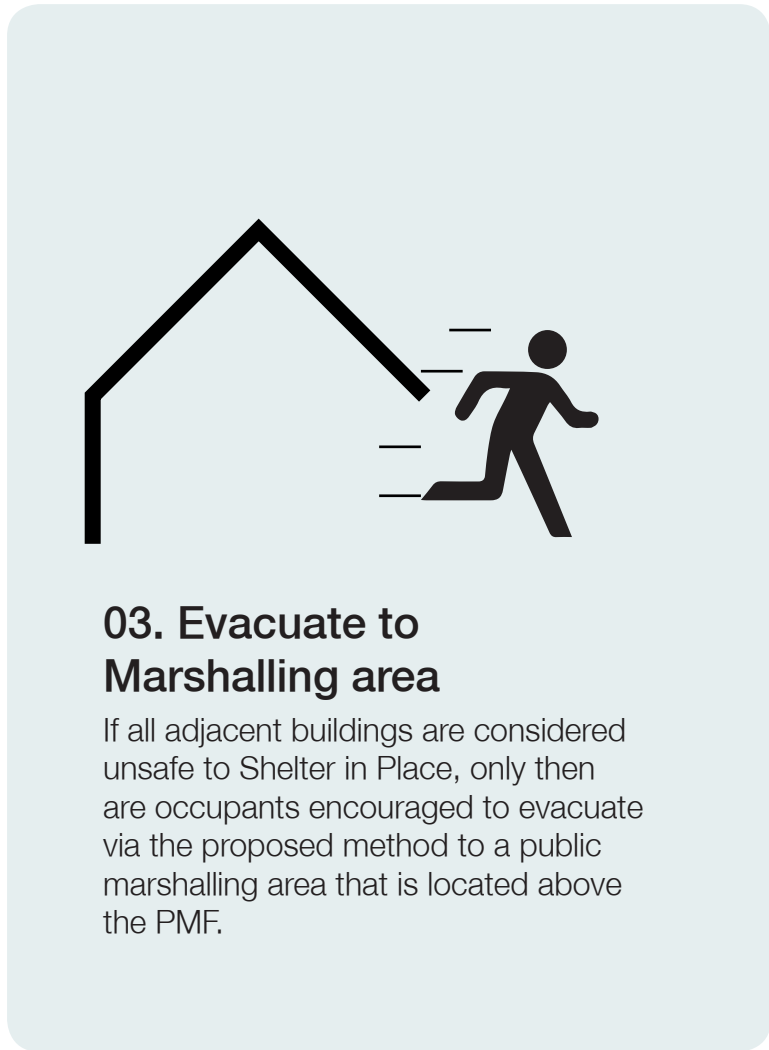 03. Evacuate to
Marshalling area
If all adjacent buildings are considered
unsafe to Shelter in Place, only then
are occupants encouraged to evacuate
via the proposed method to a public
marshalling area that is located above
the PMF.